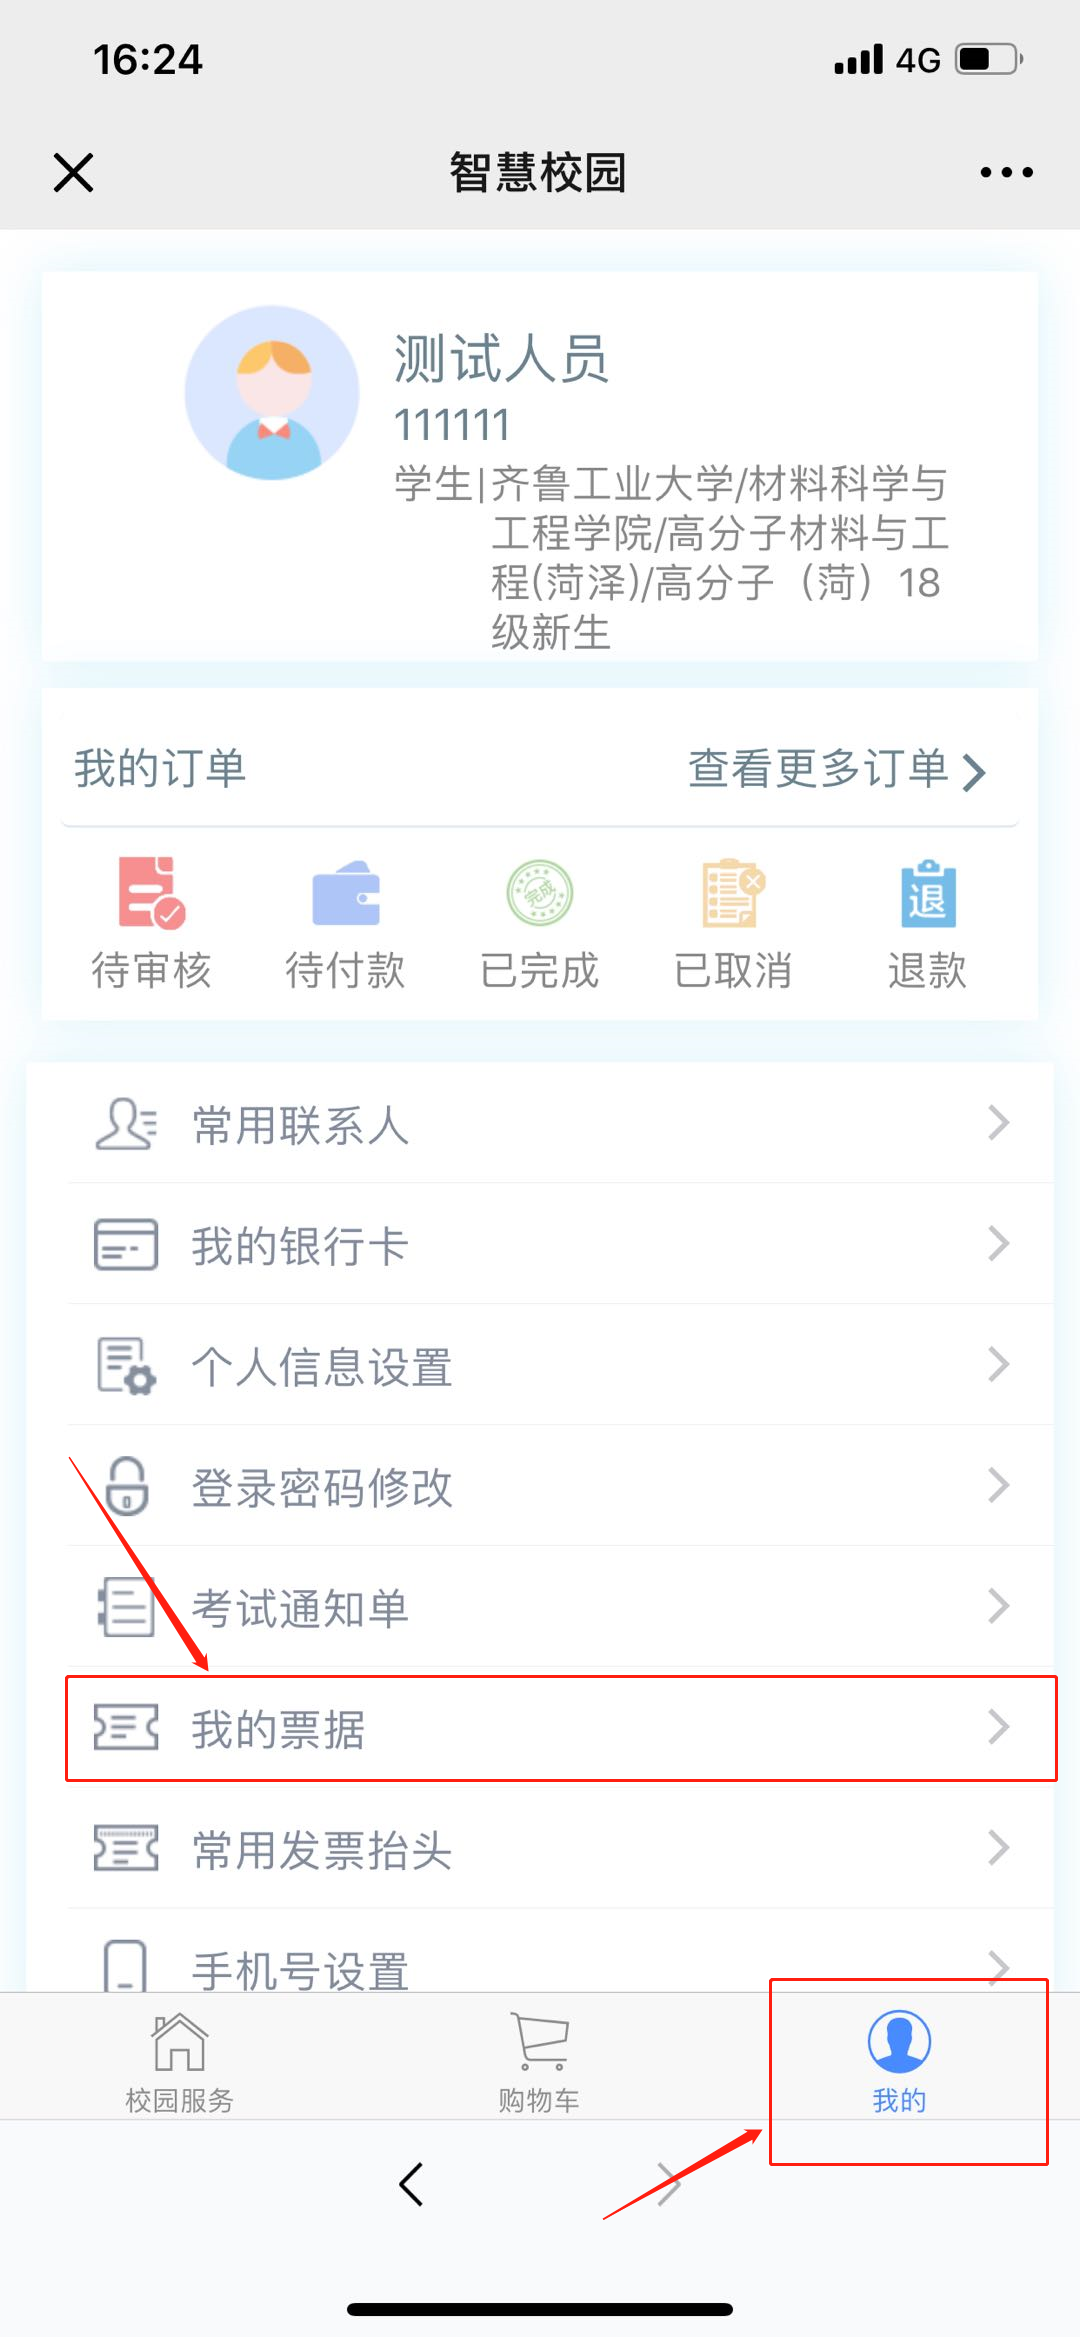 16:24
4G
智慧校园
测试人员
111111
学生|齐鲁工业大学/材料科学与
工程学院/高分子材料与工
程(菏泽)/高分子（菏）18
级新生
我的订单
查看更多订单
完成
退
待审核
待付款
已完成
已取消
退款
常用联系人
我的银行卡
个人信息设置
登录密码修改
考试通知单
我的票据
常用发票抬头
手机号设置
校园服务
购物车
我的